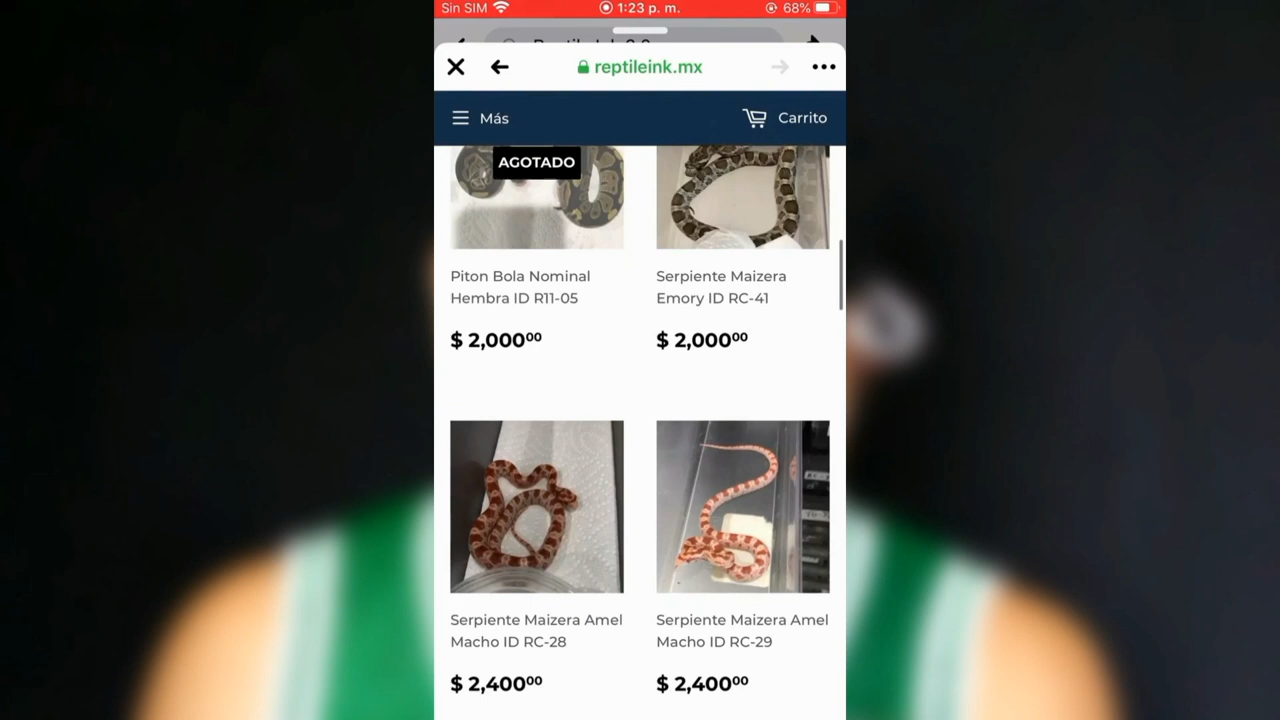 Sin SIM 1:23 p. m. 68%
reptileink.mx
Más Carrito
AGOTADO
Piton Bola Nominal
Hembra ID R11-05
$ 2,000⁰⁰
Serpiente Maizera
Emory ID RC-41
$ 2,000⁰⁰
Serpiente Maizera Amel
Macho ID RC-28
$ 2,400⁰⁰
Serpiente Maizera Amel
Macho ID RC-29
$ 2,400⁰⁰